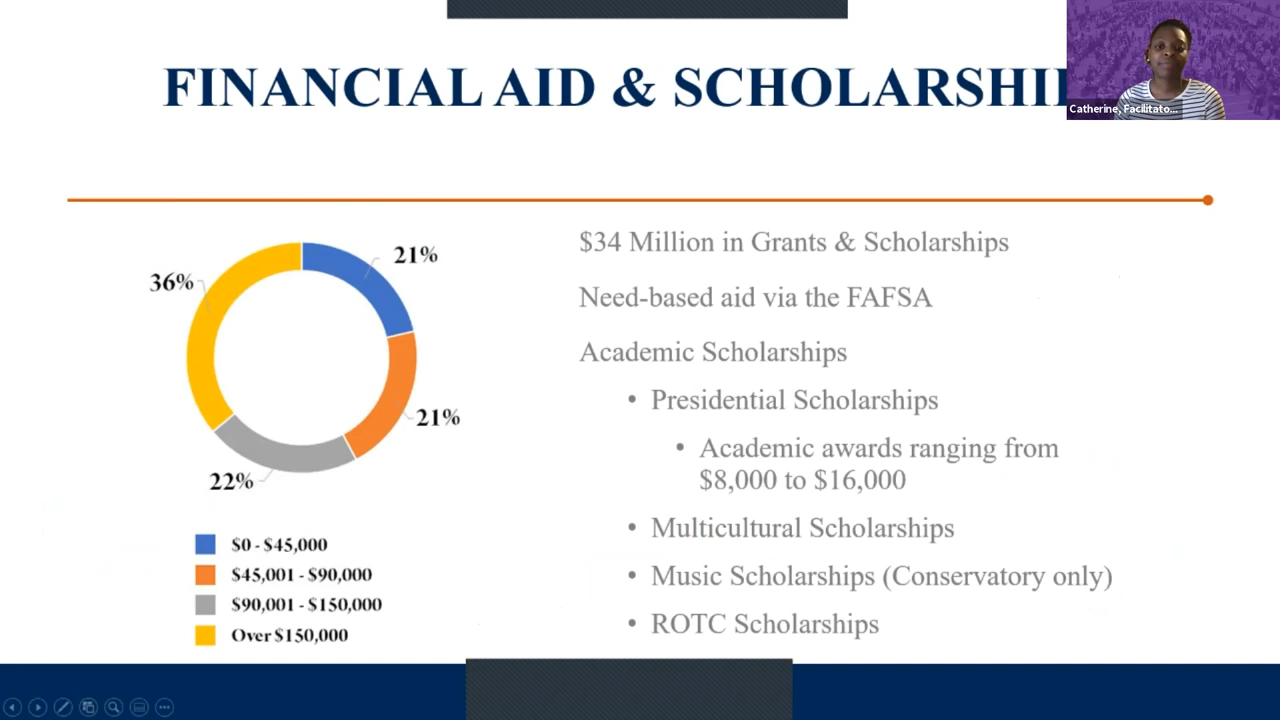 FINANCIAL AID & SCHOLARSHI
Catherine, Facilitato...
36%
21%
21%
22%
$0 - $45,000
$45,001 - $90,000
$90,001 - $150,000
Over $150,000
$34 Million in Grants & Scholarships
Need-based aid via the FAFSA
Academic Scholarships
• Presidential Scholarships
• Academic awards ranging from
$8,000 to $16,000
• Multicultural Scholarships
• Music Scholarships (Conservatory only)
• ROTC Scholarships